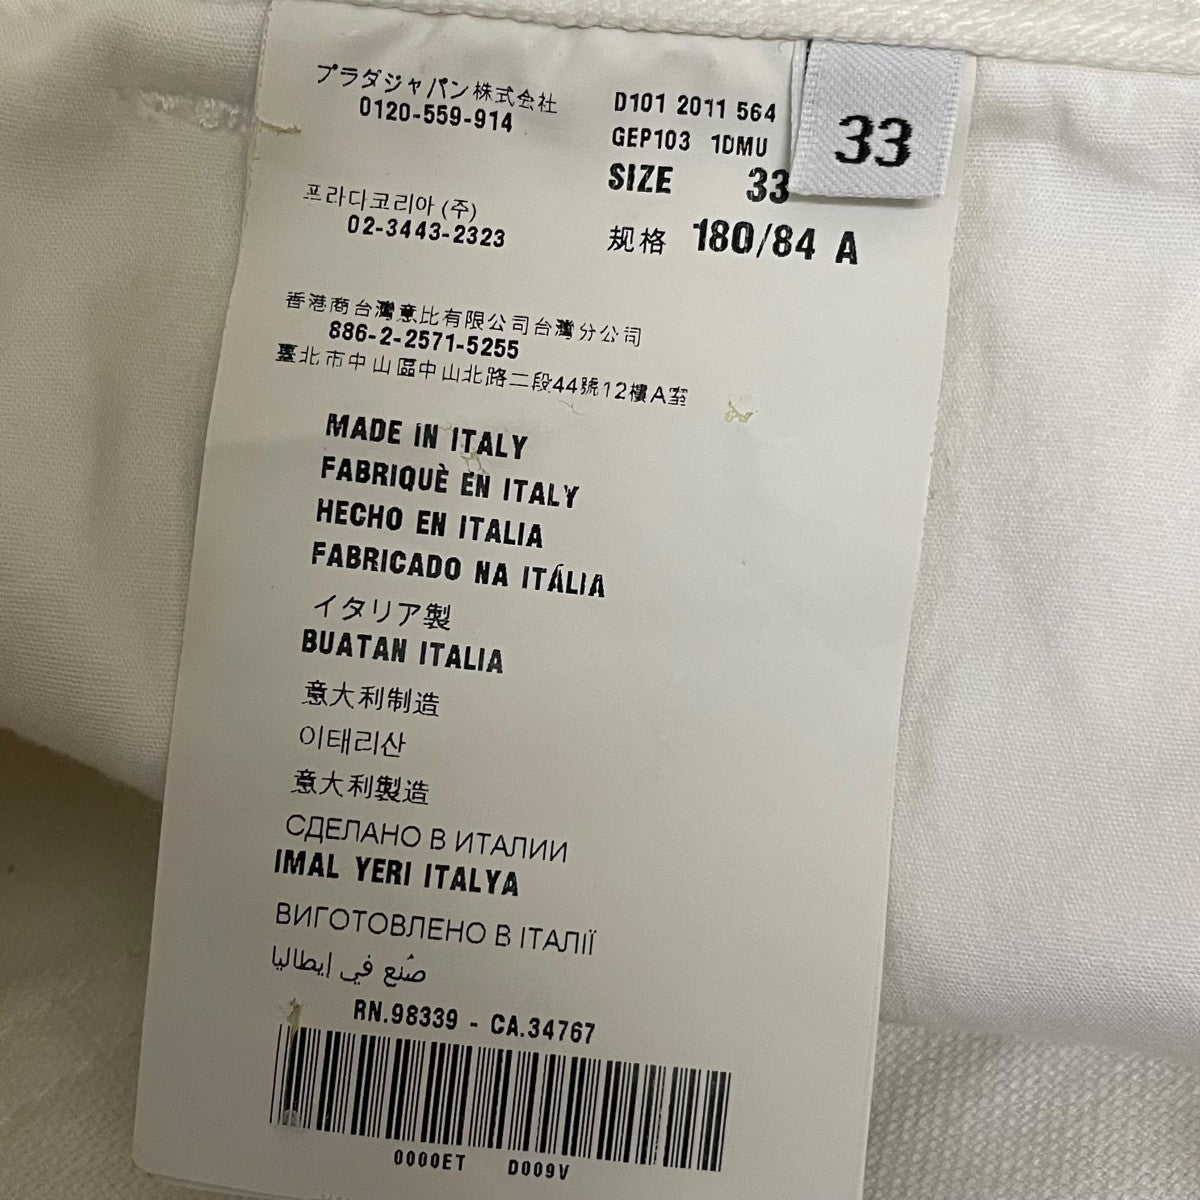 プラダジャパン株式会社
0120-559-914
프라다코리아 (주)
02-3443-2323
香港商台灣意比有限公司台灣分公司
886-2-2571-5255
臺北市中山區中山北路二段44號12樓A室
D101 2011 564
GEP103 1DMU
SIZE 33
规格 180/84 A
33
MADE IN ITALY
FABRIQUÈ EN ITALY
HECHO EN ITALIA
FABRICADO NA ITÁLIA
イタリア製
BUATAN ITALIA
意大利制造
이태리산
意大利製造
СДЕЛАНО В ИТАЛИИ
IMAL YERI ITALYA
ВИГОТОВЛЕНО В ІТАЛІЇ
صُنع في إيطاليا
RN.98339 - CA.34767
0000ET D009V